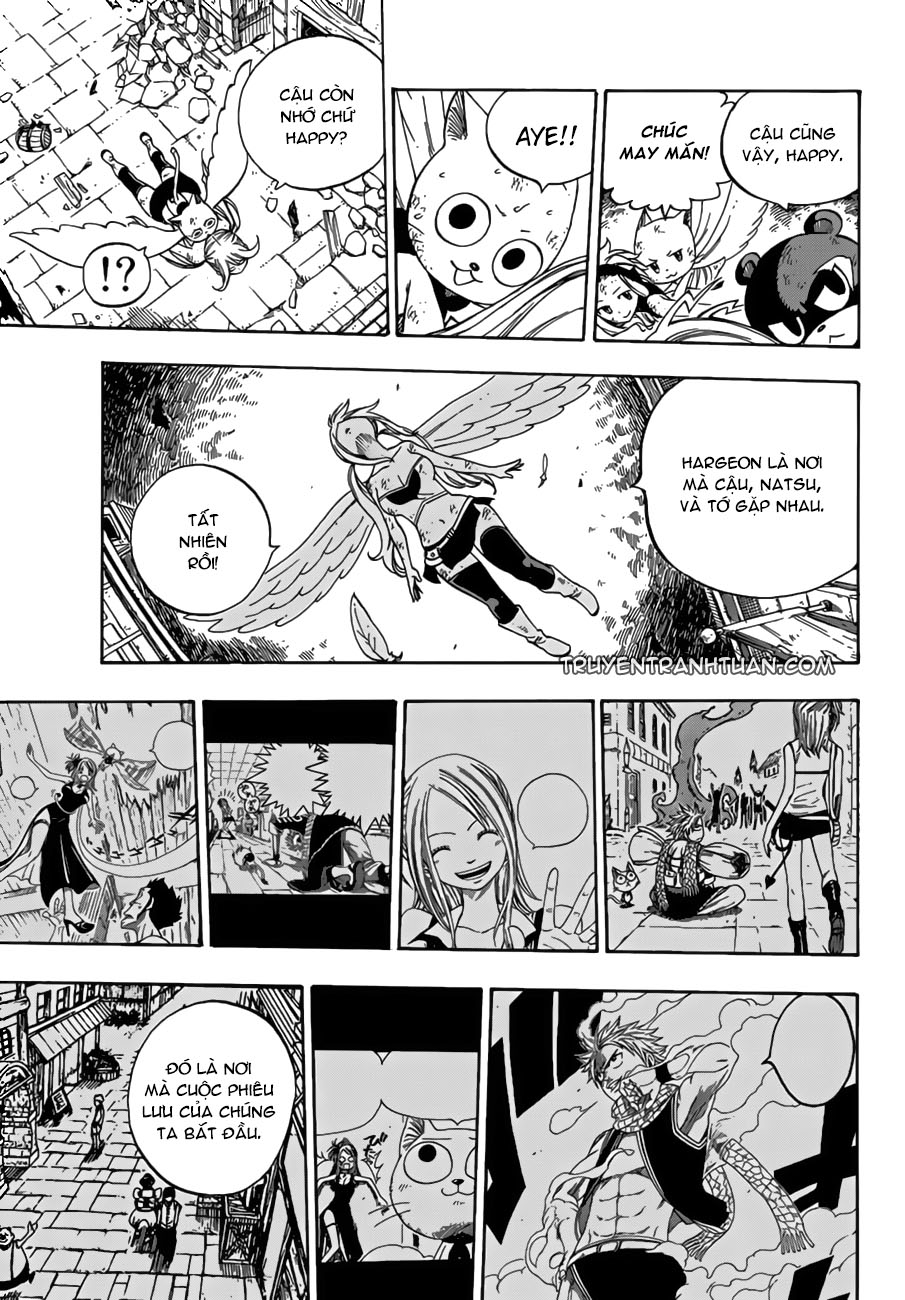 CẬU CŨNG
VẬY, HAPPY.
CHÚC
MAY MẮN!
AYE!!
CÂU CÒN
NHỚ CHỨ
HAPPY?
!?
HARGEON LÀ NƠI
MÀ CẬU, NATSU,
VÀ TỚ GẶP NHAU.
TẤT
NHIÊN
RỒI!
TRUYENTRANHTUAN.COM
ĐÓ LÀ NƠI
MÀ CUỘC PHIÊU
LƯU CỦA CHÚNG
TA BẮT ĐẦU.